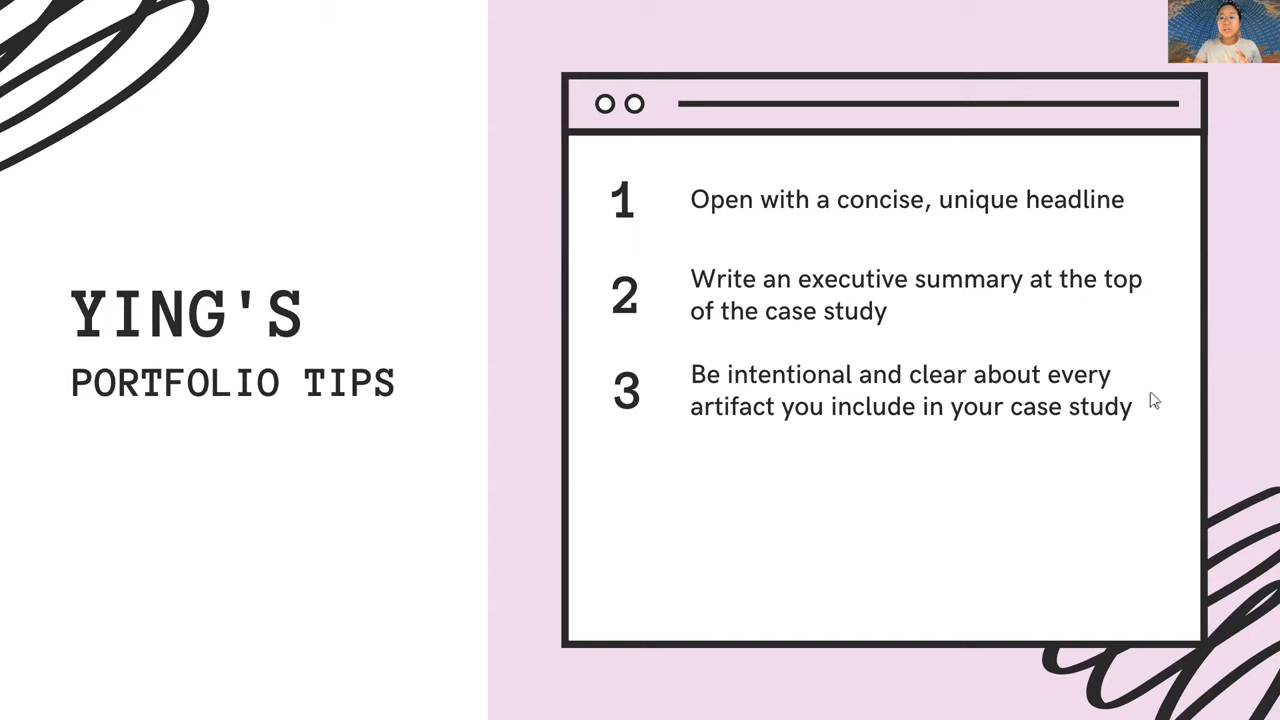 YING'S
PORTFOLIO TIPS
1
Open with a concise, unique headline
2
Write an executive summary at the top
of the case study
3
Be intentional and clear about every
artifact you include in your case study